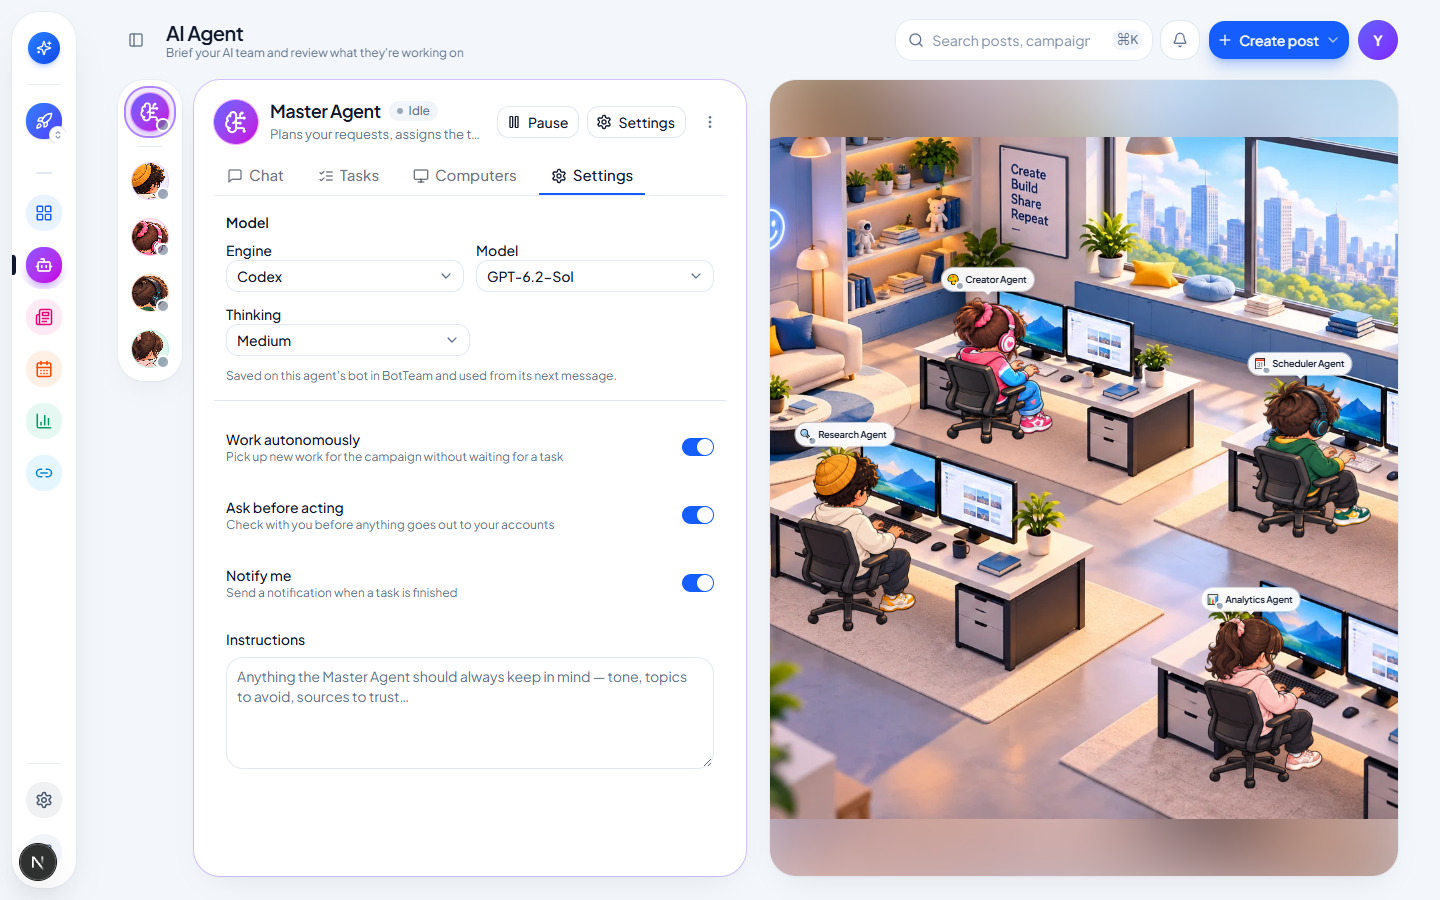 AI Agent
Brief your AI team and review what they're working on
Search posts, campaigr
⌘K
Create post
Y
Master Agent
Idle
Plans your requests, assigns the t...
Pause
Settings
Chat
Tasks
Computers
Settings
Model
Engine
Model
Codex
GPT-6.2-Sol
Thinking
Medium
Saved on this agent's bot in BotTeam and used from its next message.
Work autonomously
Pick up new work for the campaign without waiting for a task
Ask before acting
Check with you before anything goes out to your accounts
Notify me
Send a notification when a task is finished
Instructions
Anything the Master Agent should always keep in mind — tone, topics
to avoid, sources to trust...
N
Create
Build
Share
Repeat
Creator Agent
Scheduler Agent
Research Agent
Analytics Agent